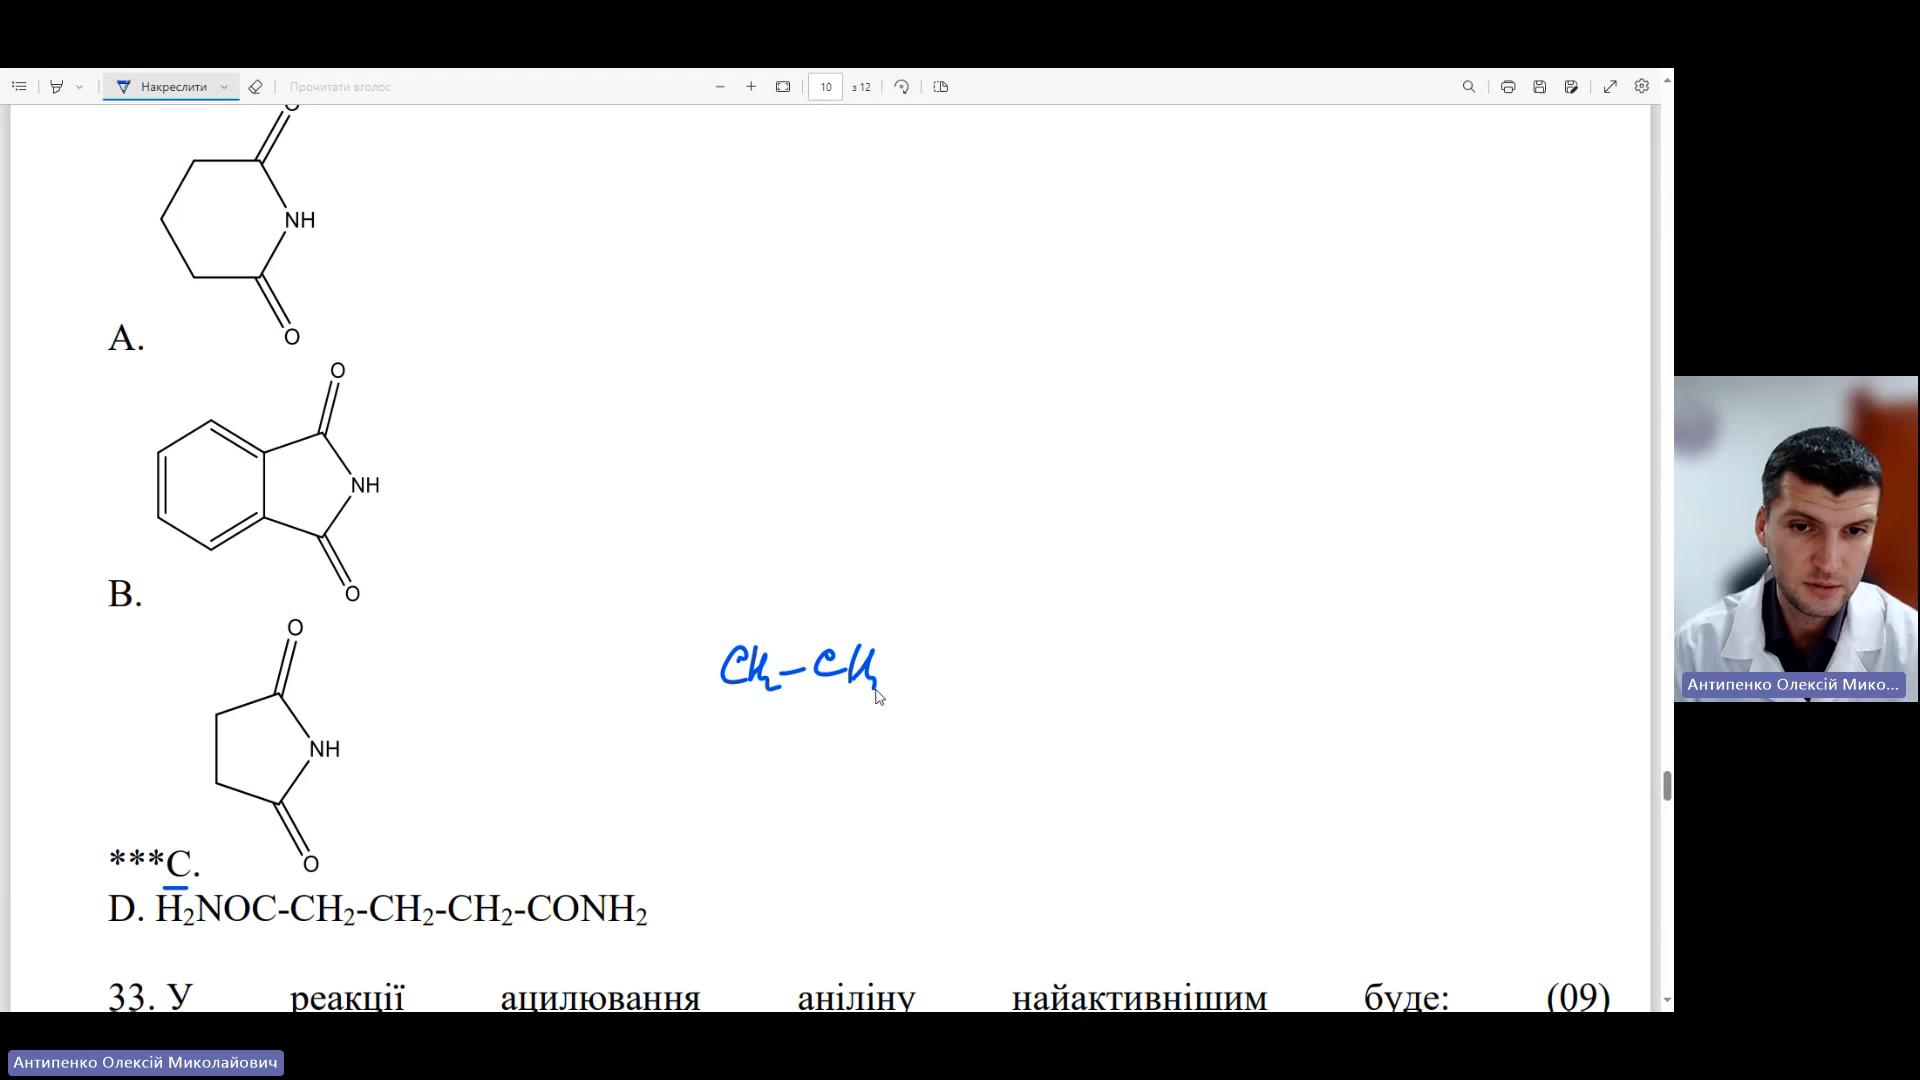 Накреслити
Прочитати вголос
10 з 12
O
NH
O
A.
O
NH
O
B.
O
NH
O
***C.
CH₂-CH₂
D. H₂NOC-CH₂-CH₂-CH₂-CONH₂
33. У реакції ацилювання аніліну найактивнішим буде: (09)
Антипенко Олексій Мико...
Антипенко Олексій Миколайович